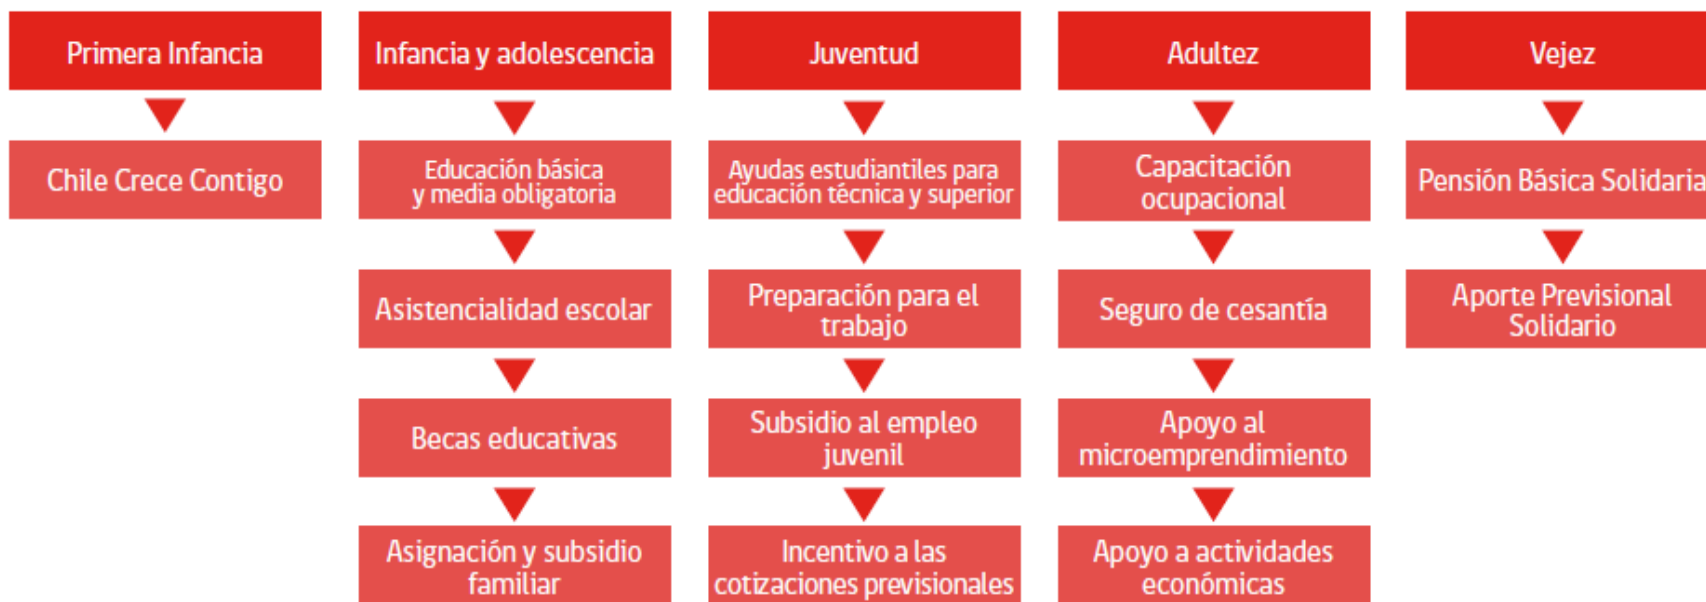 Primera Infancia
Chile Crece Contigo
Infancia y adolescencia
Educación básica
y media obligatoria
Asistencialidad escolar
Becas educativas
Asignación y subsidio
familiar
Juventud
Ayudas estudiantiles para
educación técnica y superior
Preparación para el
trabajo
Subsidio al empleo
juvenil
Incentivo a las
cotizaciones previsionales
Adultez
Capacitación
ocupacional
Seguro de cesantía
Apoyo al
microemprendimiento
Apoyo a actividades
económicas
Vejez
Pensión Básica Solidaria
Aporte Previsional
Solidario